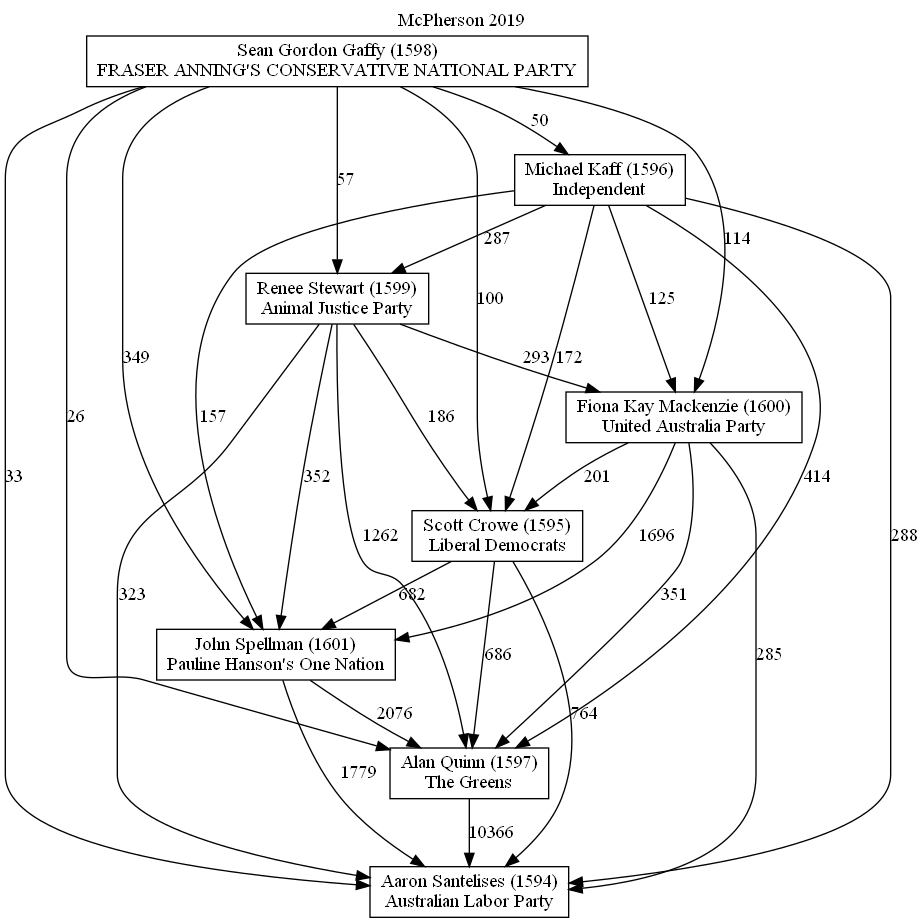 McPherson 2019
Sean Gordon Gaffy (1598)
FRASER ANNING'S CONSERVATIVE NATIONAL PARTY
50
Michael Kaff (1596)
Independent
57
287
114
Renee Stewart (1599)
Animal Justice Party
100
125
349
293
172
26
157
186
Fiona Kay Mackenzie (1600)
United Australia Party
33
352
201
414
Scott Crowe (1595)
Liberal Democrats
1262
1696
288
323
682
351
John Spellman (1601)
Pauline Hanson's One Nation
686
285
2076
764
1779
Alan Quinn (1597)
The Greens
10366
Aaron Santelises (1594)
Australian Labor Party